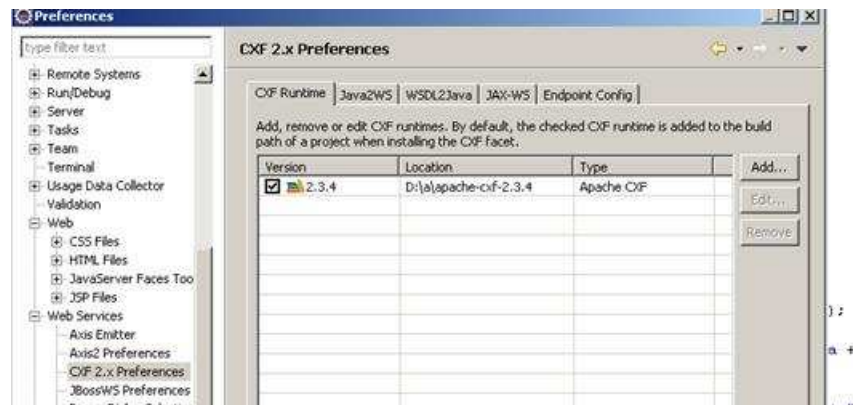 Preferences
type filter text
Remote Systems
Run/Debug
Server
Tasks
Team
Terminal
Usage Data Collector
Validation
Web
CSS Files
HTML Files
JavaServer Faces Too
JSP Files
Web Services
Axis Emitter
Axis2 Preferences
CXF 2.x Preferences
JBossWS Preferences
CXF 2.x Preferences
CXF Runtime Java2WS WSDL2Java JAX-WS Endpoint Config
Add, remove or edit CXF runtimes. By default, the checked CXF runtime is added to the build
path of a project when installing the CXF facet.
Version Location Type
2.3.4 D:\a\apache-cxf-2.3.4 Apache CXF
Add...
Edit...
Remove
);
a +